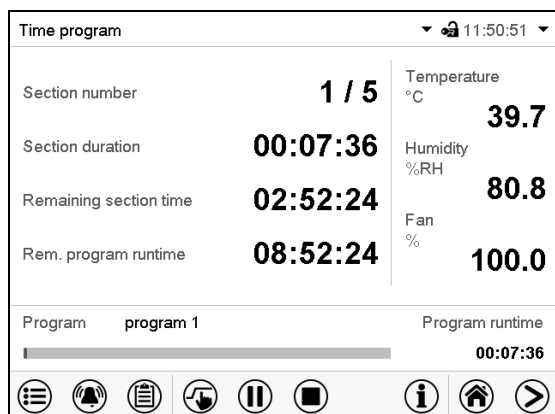 Time program
11:50:51
Section number 1 / 5
Section duration 00:07:36
Remaining section time 02:52:24
Rem. program runtime 08:52:24
Temperature
°C
39.7
Humidity
%RH
80.8
Fan
%
100.0
Program program 1 Program runtime
00:07:36